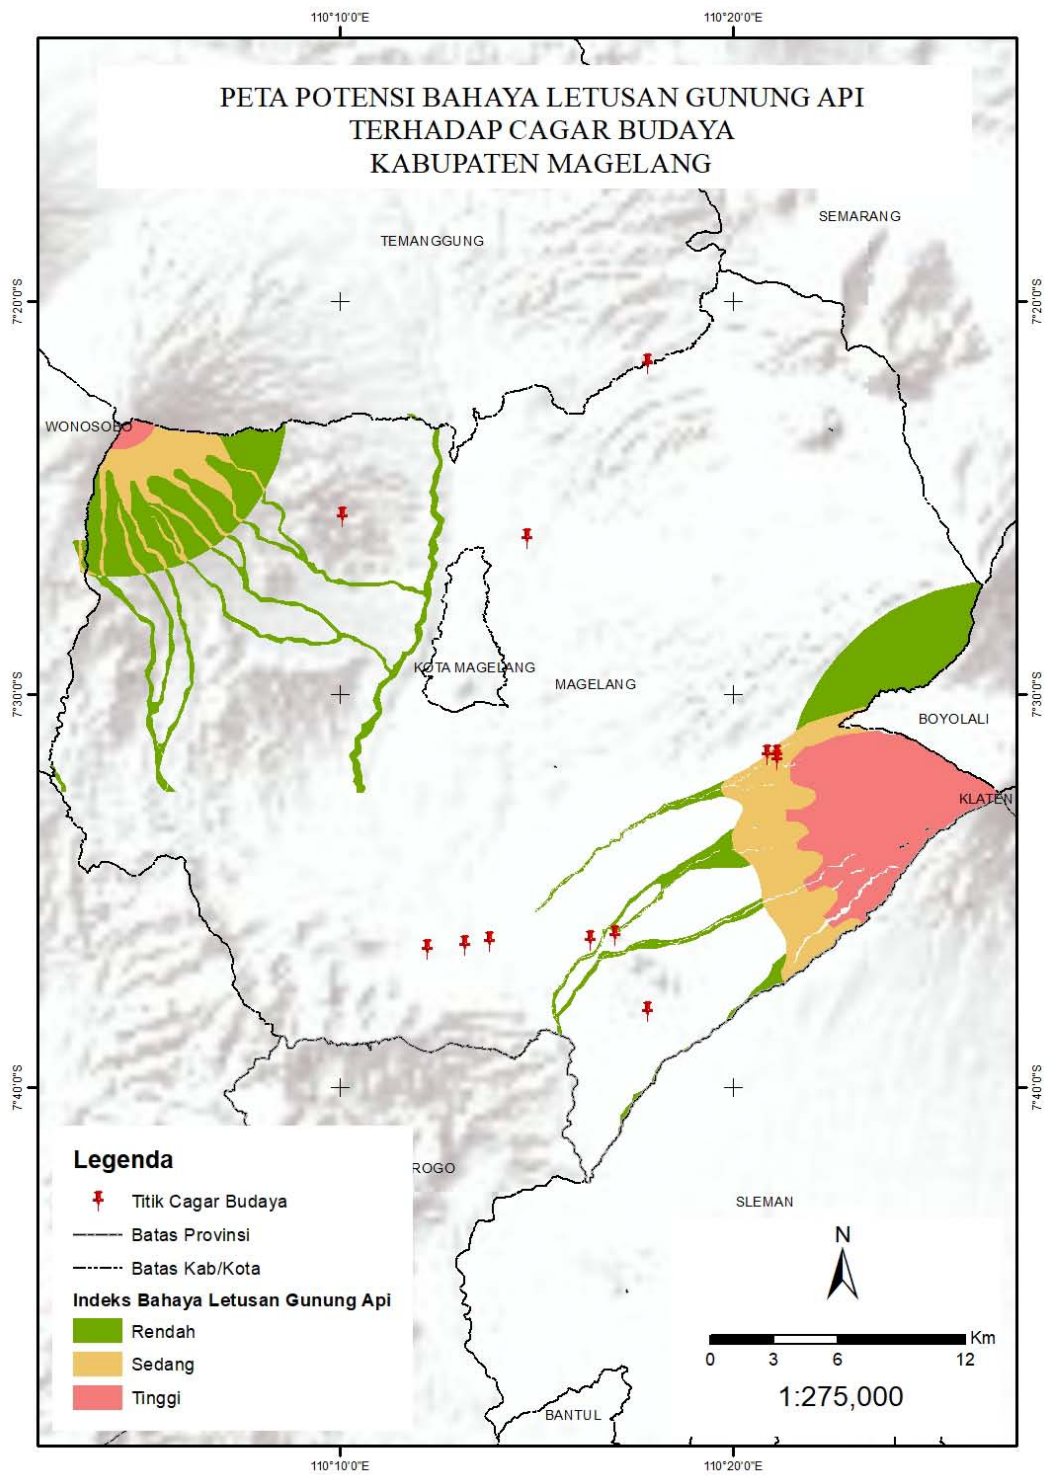 110°10'0"E
110°20'0"E
PETA POTENSI BAHAYA LETUSAN GUNUNG API
TERHADAP CAGAR BUDAYA
KABUPATEN MAGELANG
SEMARANG
TEMANGGUNG
7°20'0"S
7°20'0"S
WONOSOBO
KOTA MAGELANG
MAGELANG
7°30'0"S
7°30'0"S
BOYOLALI
KLATEN
7°40'0"S
7°40'0"S
Legenda
ROGO
Titik Cagar Budaya
SLEMAN
Batas Provinsi
N
Batas Kab/Kota
Indeks Bahaya Letusan Gunung Api
Rendah
Km
0 3 6 12
Sedang
Tinggi
1:275,000
BANTUL
110°10'0"E
110°20'0"E